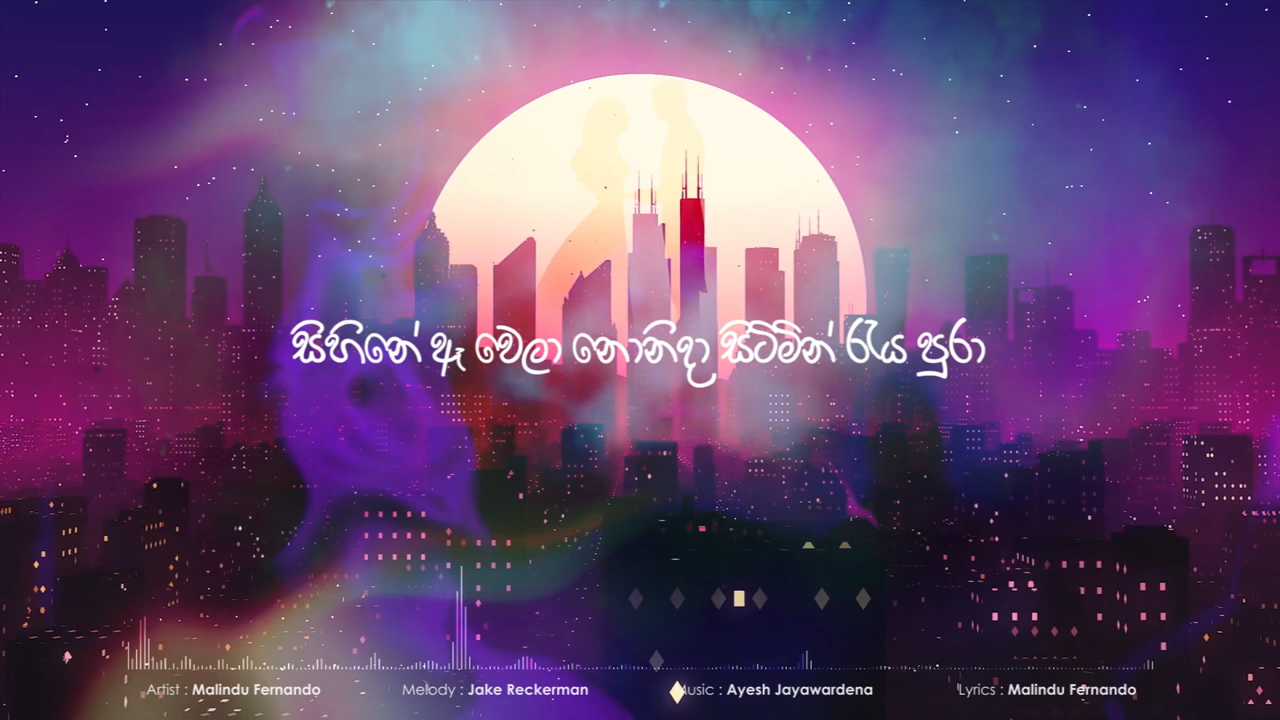 සිහිනේ ඈ වෙලා නොනිදා සිටිමින් රැය පුරා
Artist : Malindu Fernando Melody : Jake Reckerman Music : Ayesh Jayawardena Lyrics : Malindu Fernando